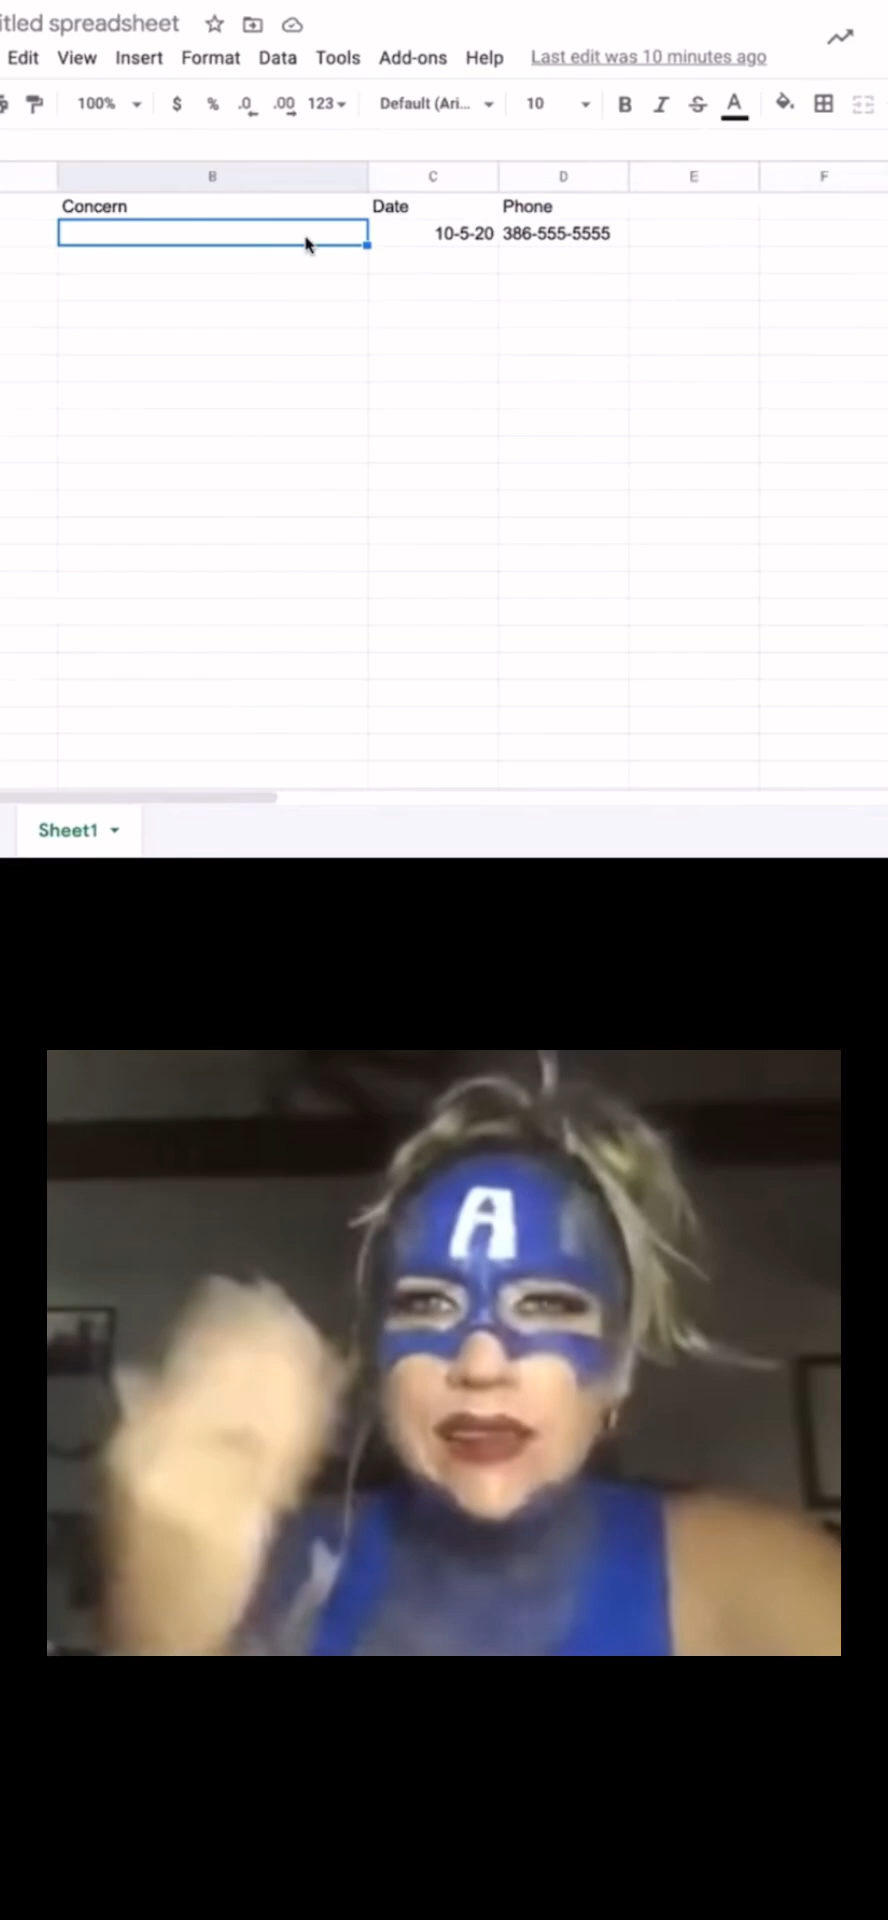 itled spreadsheet
Edit View Insert Format Data Tools Add-ons Help Last edit was 10 minutes ago
100% $ % .0 .00 123 Default (Ari... 10 B I S A
B C D E F
Concern Date Phone
10-5-20 386-555-5555
Sheet1
A